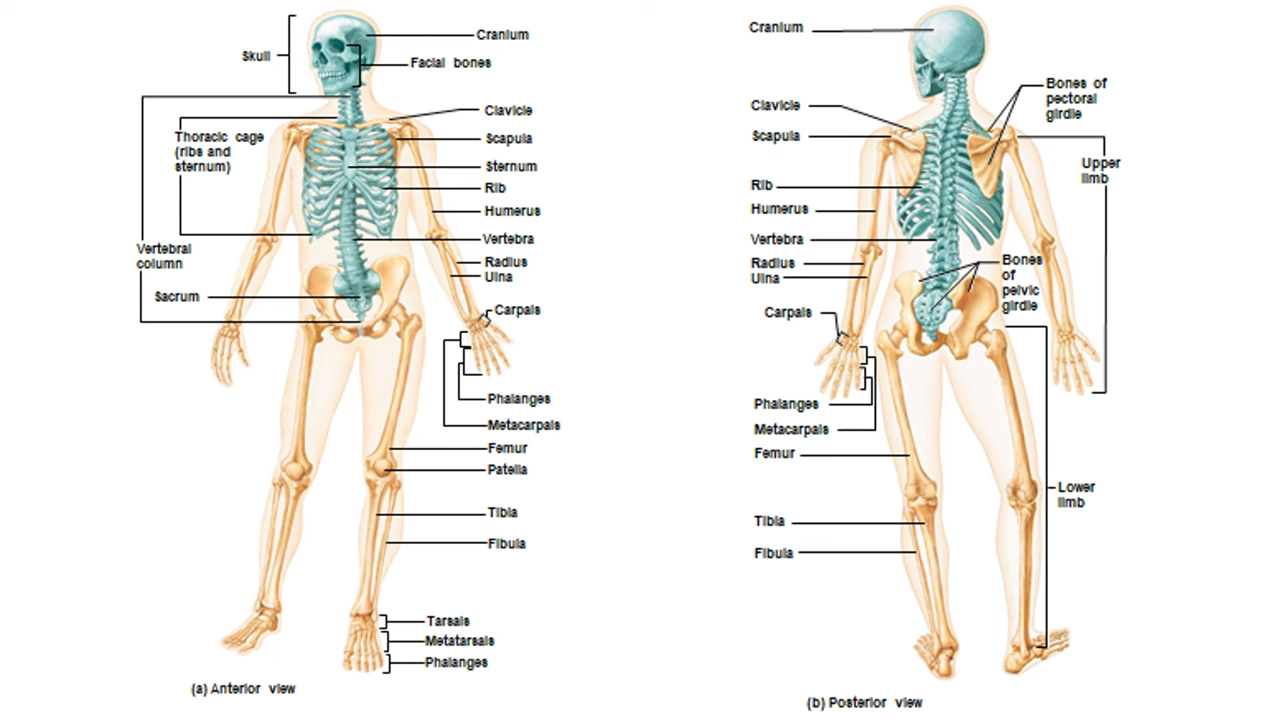 Cranium
Skull
Facial bones
Clavicle
Thoracic cage
(ribs and
sternum)
Scapula
Sternum
Rib
Humerus
Vertebra
Vertebral
column
Radius
Ulna
Sacrum
Carpals
Phalanges
Metacarpals
Femur
Patella
Tibia
Fibula
Tarsals
Metatarsals
Phalanges
(a) Anterior view
Cranium
Bones of
pectoral
girdle
Clavicle
Scapula
Upper
limb
Rib
Humerus
Vertebra
Radius
Ulna
Bones
of
pelvic
girdle
Carpals
Phalanges
Metacarpals
Femur
Lower
limb
Tibia
Fibula
(b) Posterior view